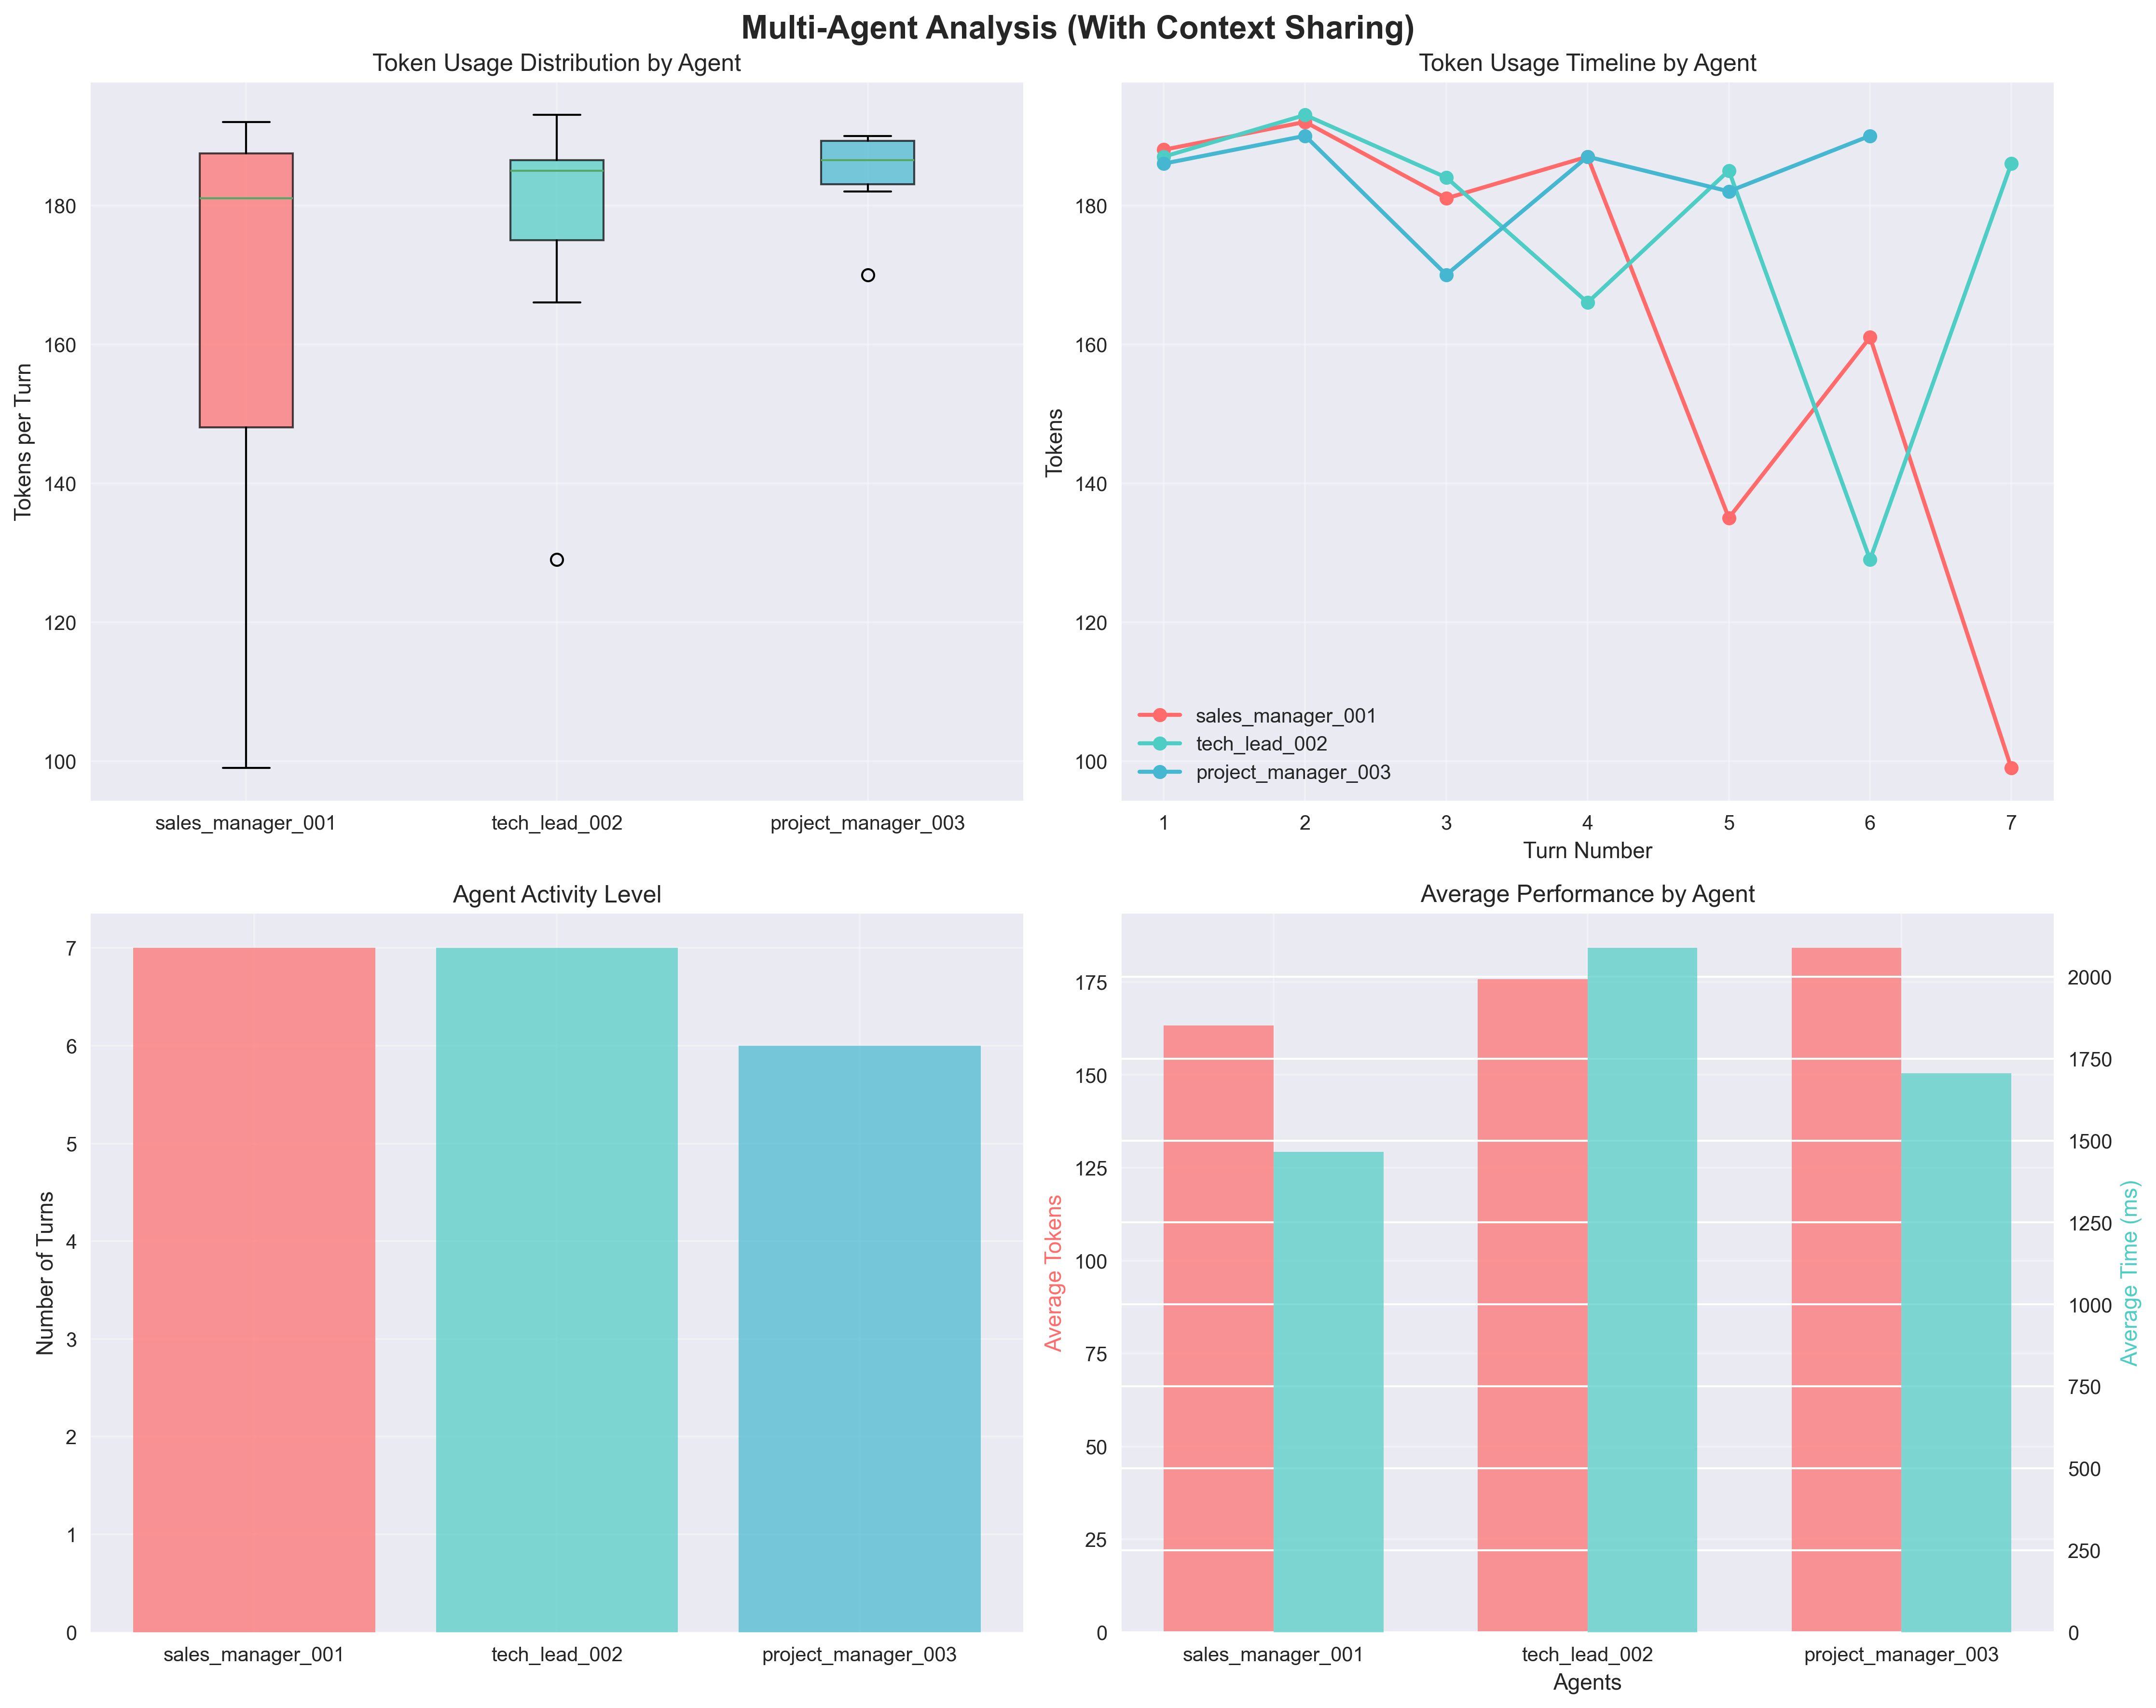 Multi-Agent Analysis (With Context Sharing)
Token Usage Distribution by Agent
Tokens per Turn
180
160
140
120
100
sales_manager_001
tech_lead_002
project_manager_003
Token Usage Timeline by Agent
Tokens
180
160
140
120
100
sales_manager_001
tech_lead_002
project_manager_003
1
2
3
4
5
6
7
Turn Number
Agent Activity Level
Number of Turns
7
6
5
4
3
2
1
0
sales_manager_001
tech_lead_002
project_manager_003
Average Performance by Agent
Average Tokens
175
150
125
100
75
50
25
0
2000
1750
1500
1250
1000
750
500
250
0
Average Time (ms)
sales_manager_001
tech_lead_002
project_manager_003
Agents